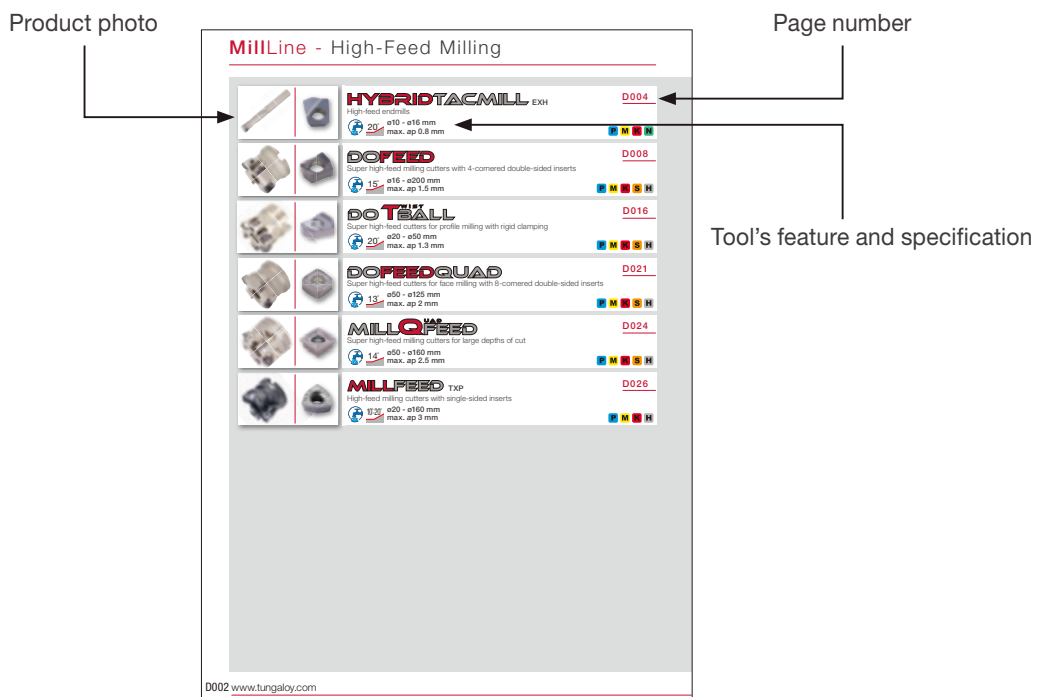 Product photo
Page number
MillLine - High-Feed Milling
HYBRIDTACMILL EXH
D004
High-feed endmills
20° ø10 - ø16 mm
max. ap 0.8 mm
P M K N
DOFEED
D008
Super high-feed milling cutters with 4-cornered double-sided inserts
15° ø16 - ø200 mm
max. ap 1.5 mm
P M K S H
DO TWISTBALL
D016
Super high-feed cutters for profile milling with rigid clamping
20° ø20 - ø50 mm
max. ap 1.3 mm
P M K S H
Tool's feature and specification
DOFEEDQUAD
D021
Super high-feed cutters for face milling with 8-cornered double-sided inserts
13° ø50 - ø125 mm
max. ap 2 mm
P M K S H
MILLQUADFEED
D024
Super high-feed milling cutters for large depths of cut
14° ø50 - ø160 mm
max. ap 2.5 mm
P M K S H
MILLFEED TXP
D026
High-feed milling cutters with single-sided inserts
10°-20° ø20 - ø160 mm
max. ap 3 mm
P M K H
D002 www.tungaloy.com